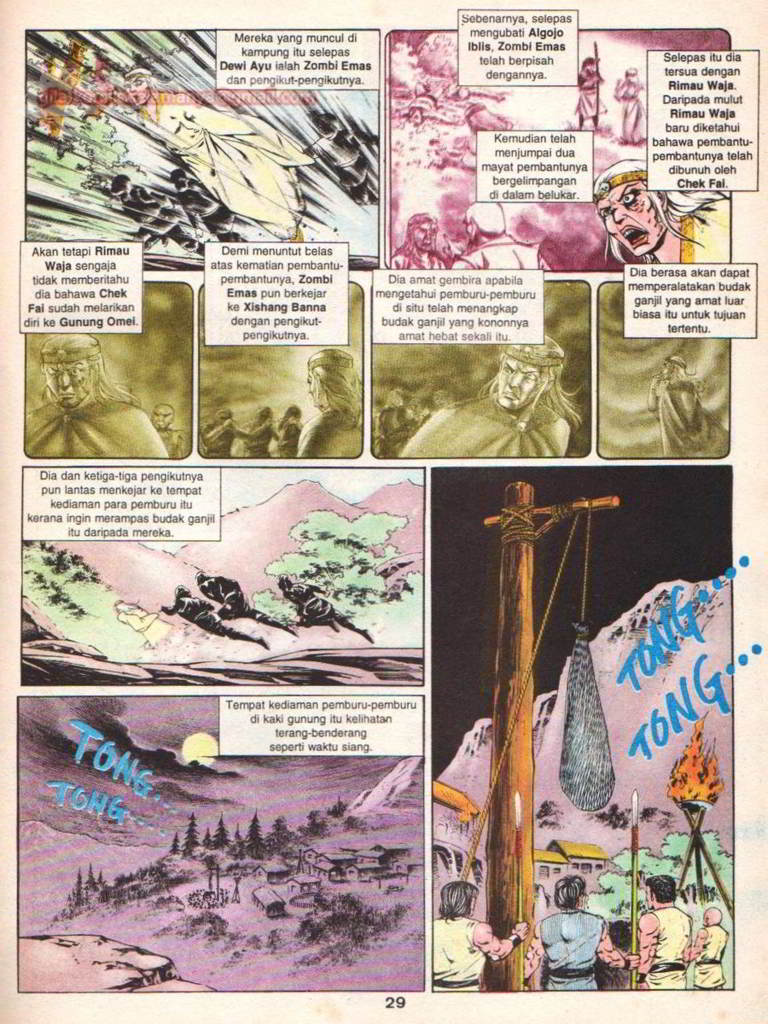 Mereka yang muncul di
kampung itu selepas
Dewi Ayu ialah Zombi Emas
dan pengikut-pengikutnya.
Sebenarnya, selepas
mengubati Algojo
Iblis, Zombi Emas
telah berpisah
dengannya.
Kemudian telah
menjumpai dua
mayat pembantunya
bergelimpangan
di dalam belukar.
Selepas itu dia
tersua dengan
Rimau Waja.
Daripada mulut
Rimau Waja
baru diketahui
bahawa pembantu-
pembantunya telah
dibunuh oleh
Chek Fai.
Akan tetapi Rimau
Waja sengaja
tidak memberitahu
dia bahawa Chek
Fai sudah melarikan
diri ke Gunung Omei.
Demi menuntut belas
atas kematian pembantu-
pembantunya, Zombi
Emas pun berkejar
ke Xishang Banna
dengan pengikut-
pengikutnya.
Dia amat gembira apabila
mengetahui pemburu-pemburu
di situ telah menangkap
budak ganjil yang kononnya
amat hebat sekali itu.
Dia berasa akan dapat
memperalatakan budak
ganjil yang amat luar
biasa itu untuk tujuan
tertentu.
Dia dan ketiga-tiga pengikutnya
pun lantas menkejar ke tempat
kediaman para pemburu itu
kerana ingin merampas budak ganjil
itu daripada mereka.
TONG....
TONG...
Tempat kediaman pemburu-pemburu
di kaki gunung itu kelihatan
terang-benderang
seperti waktu siang.
TONG...
TONG....
29